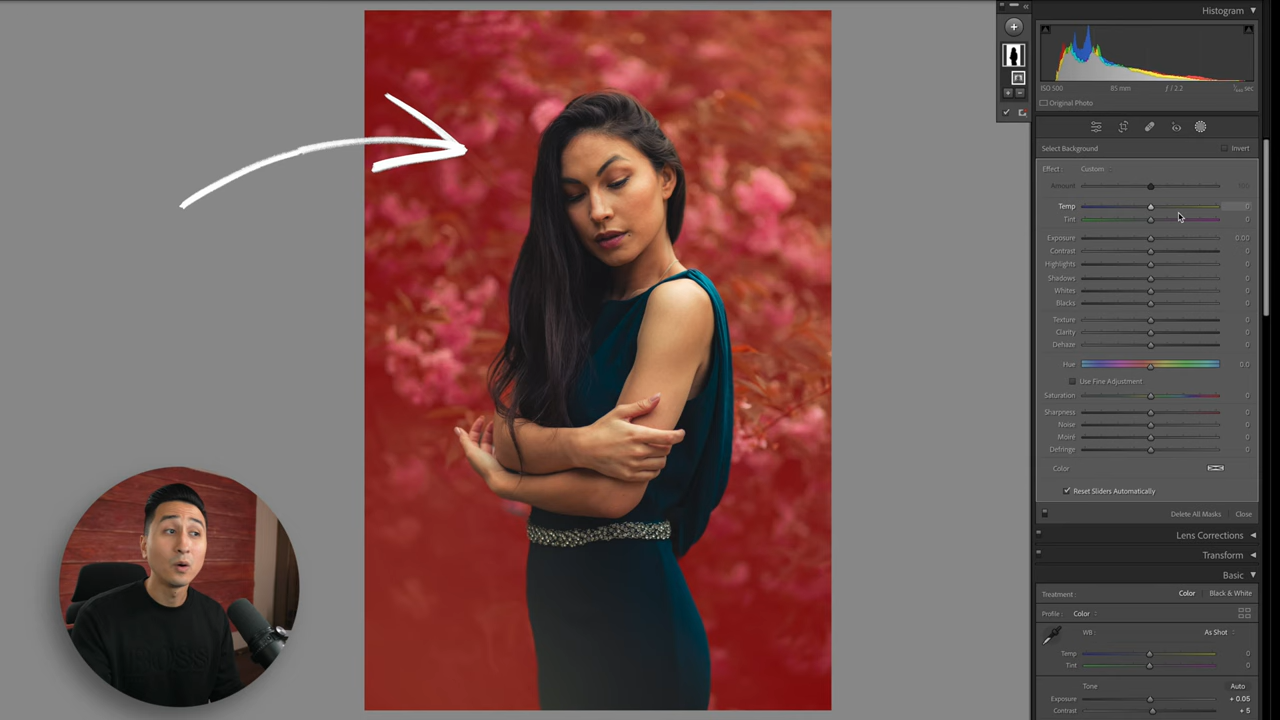 Histogram
ISO 500 85 mm ƒ / 2.2 sec
Original Photo
Select Background Invert
Effect : Custom
Amount
Temp 0
Tint 0
Exposure 0.00
Contrast 0
Highlights 0
Shadows 0
Whites 0
Blacks 0
Texture 0
Clarity 0
Dehaze 0
Hue 0.0
Use Fine Adjustment
Saturation 0
Sharpness 0
Noise 0
Moiré 0
Defringe 0
Color
Reset Sliders Automatically
Delete All Masks Close
Lens Corrections
Transform
Basic
Treatment : Color Black & White
Profile : Color
WB : As Shot
Temp 0
Tint 0
Tone Auto
Exposure + 0.05
Contrast + 5